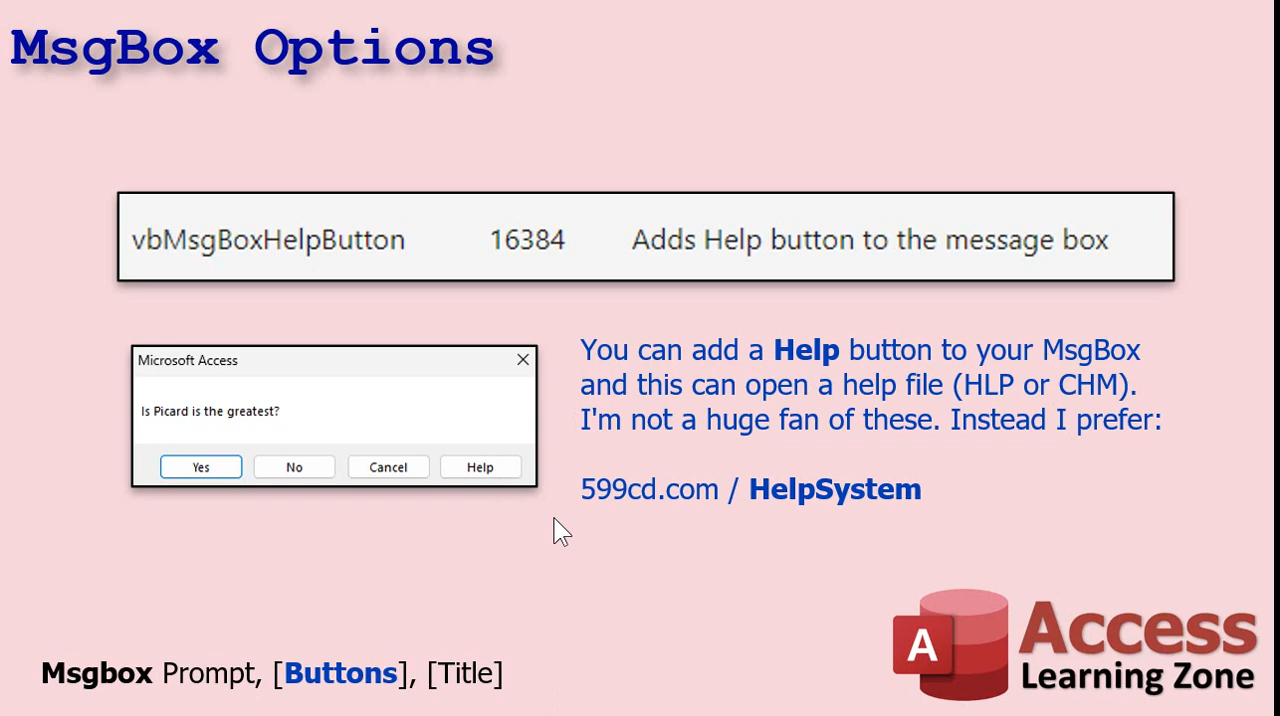 MsgBox Options
vbMsgBoxHelpButton 16384 Adds Help button to the message box
Microsoft Access
Is Picard is the greatest?
Yes No Cancel Help
You can add a Help button to your MsgBox
and this can open a help file (HLP or CHM).
I'm not a huge fan of these. Instead I prefer:
599cd.com / HelpSystem
Msgbox Prompt, [Buttons], [Title]
A
Access
Learning Zone